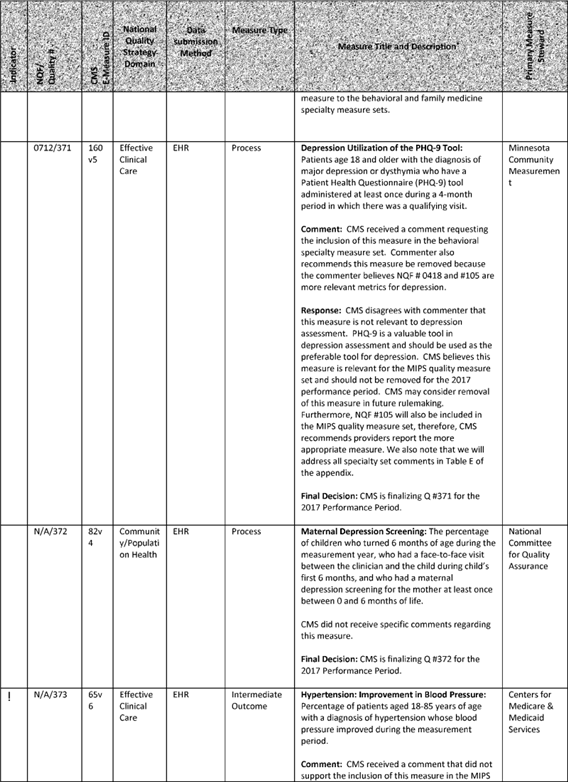 Indicator
NQF/
Quality #
CMS
E-Measure ID
National
Quality
Strategy
Domain
Data
submission
Method
Measure Type
Measure Title and Description
Primary Measure
Steward
measure to the behavioral and family medicine
specialty measure sets.
0712/371
160
v5
Effective
Clinical
Care
EHR
Process
Depression Utilization of the PHQ-9 Tool:
Patients age 18 and older with the diagnosis of
major depression or dysthymia who have a
Patient Health Questionnaire (PHQ-9) tool
administered at least once during a 4-month
period in which there was a qualifying visit.
Comment: CMS received a comment requesting
the inclusion of this measure in the behavioral
specialty measure set. Commenter also
recommends this measure be removed because
the commenter believes NQF # 0418 and #105 are
more relevant metrics for depression.
Response: CMS disagrees with commenter that
this measure is not relevant to depression
assessment. PHQ-9 is a valuable tool in
depression assessment and should be used as the
preferable tool for depression. CMS believes this
measure is relevant for the MIPS quality measure
set and should not be removed for the 2017
performance period. CMS may consider removal
of this measure in future rulemaking.
Furthermore, NQF #105 will also be included in
the MIPS quality measure set, therefore, CMS
recommends providers report the more
appropriate measure. We also note that we will
address all specialty set comments in Table E of
the appendix.
Final Decision: CMS is finalizing Q #371 for the
2017 Performance Period.
Minnesota
Community
Measuremen
t
N/A/372
82v
4
Communit
y/Populati
on Health
EHR
Process
Maternal Depression Screening: The percentage
of children who turned 6 months of age during the
measurement year, who had a face-to-face visit
between the clinician and the child during child's
first 6 months, and who had a maternal
depression screening for the mother at least once
between 0 and 6 months of life.
CMS did not receive specific comments regarding
this measure.
Final Decision: CMS is finalizing Q #372 for the
2017 Performance Period.
National
Committee
for Quality
Assurance
!
N/A/373
65v
6
Effective
Clinical
Care
EHR
Intermediate
Outcome
Hypertension: Improvement in Blood Pressure:
Percentage of patients aged 18-85 years of age
with a diagnosis of hypertension whose blood
pressure improved during the measurement
period.
Comment: CMS received a comment that did not
support the inclusion of this measure in the MIPS
Centers for
Medicare &
Medicaid
Services